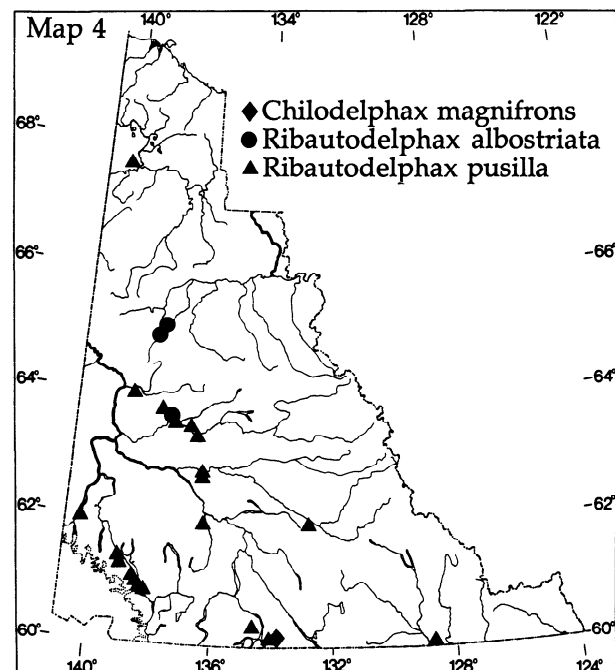 Map 4
140° 134° 128° 122°
68°
◆ Chilodelphax magnifrons
● Ribautodelphax albostriata
▲ Ribautodelphax pusilla
66° 66°
64° 64°
62° 62°
60° 60°
140° 136° 132° 128° 124°